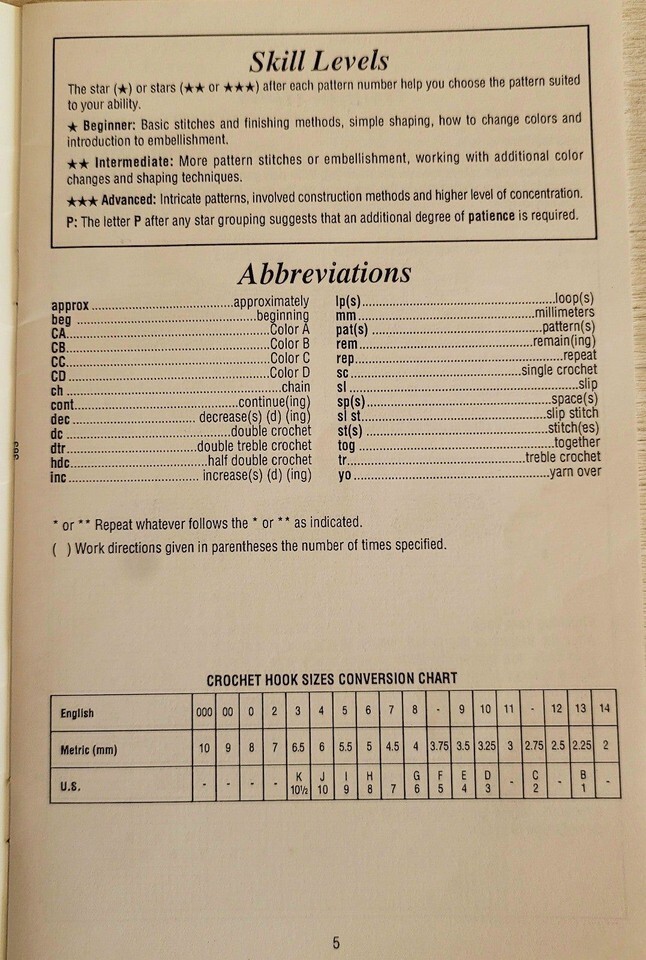 Skill Levels
The star (★) or stars (★★ or ★★★) after each pattern number help you choose the pattern suited
to your ability.
★ Beginner: Basic stitches and finishing methods, simple shaping, how to change colors and
introduction to embellishment.
★★ Intermediate: More pattern stitches or embellishment, working with additional color
changes and shaping techniques.
★★★ Advanced: Intricate patterns, involved construction methods and higher level of concentration.
P: The letter P after any star grouping suggests that an additional degree of patience is required.
Abbreviations
approx ..............................approximately
beg ......................................beginning
CA..........................................Color A
CB..........................................Color B
CC..........................................Color C
CD..........................................Color D
ch ............................................chain
cont..................................continue(ing)
dec ......................... decrease(s) (d) (ing)
dc ..................................double crochet
dtr..........................double treble crochet
hdc............................half double crochet
inc .......................... increase(s) (d) (ing)
lp(s)........................................loop(s)
mm......................................millimeters
pat(s) ...................................pattern(s)
rem.....................................remain(ing)
rep..........................................repeat
sc....................................single crochet
sl .............................................slip
sp(s).......................................space(s)
sl st....................................slip stitch
st(s) ....................................stitch(es)
tog ........................................together
tr....................................treble crochet
yo ........................................yarn over
* or ** Repeat whatever follows the * or ** as indicated.
( ) Work directions given in parentheses the number of times specified.
CROCHET HOOK SIZES CONVERSION CHART
English 000 00 0 2 3 4 5 6 7 8 - 9 10 11 - 12 13 14
Metric (mm) 10 9 8 7 6.5 6 5.5 5 4.5 4 3.75 3.5 3.25 3 2.75 2.5 2.25 2
U.S. - - - - K 10½ J 10 I 9 H 8 7 G 6 F 5 E 4 D 3 - C 2 - B 1 -
5